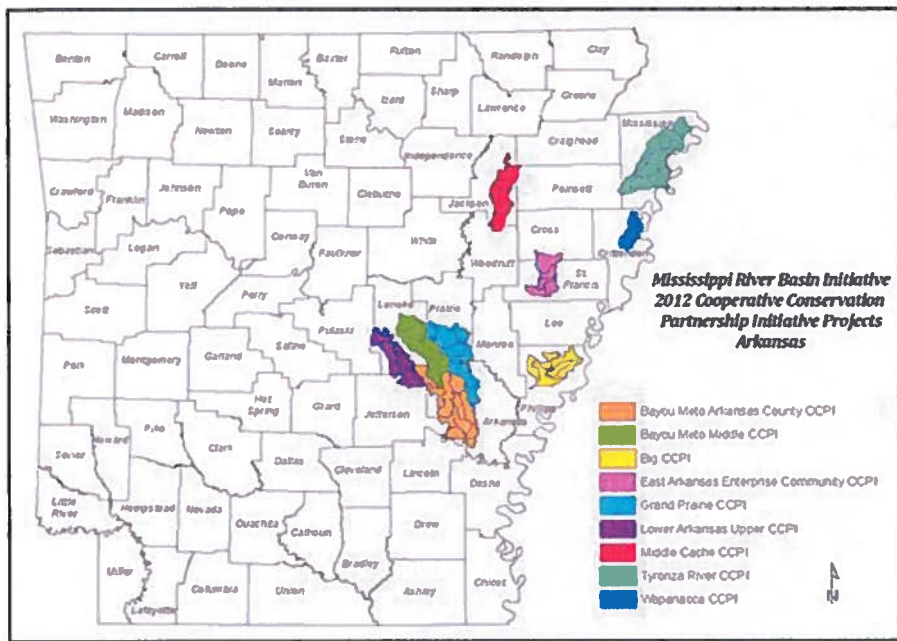 Benton
Carroll
Boone
Marion
Baxter
Fulton
Randolph
Clay
Sharp
Izard
Lawrence
Greene
Washington
Madison
Newton
Searcy
Stone
Independence
Craighead
Mississippi
Crawford
Franklin
Johnson
Pope
Van
Buren
Cleburne
Jackson
Poinsett
Sebastian
Logan
Conway
Faulkner
White
Woodruff
Cross
Crittenden
St.
Francis
Scott
Yell
Perry
Pulaski
Lonoke
Prairie
Monroe
Lee
Mississippi River Basin Initiative
2012 Cooperative Conservation
Partnership Initiative Projects
Arkansas
Polk
Montgomery
Garland
Saline
Hot
Spring
Grant
Jefferson
Arkansas
Phillips
Sevier
Howard
Pike
Clark
Dallas
Cleveland
Lincoln
Desha
Little
River
Hempstead
Nevada
Ouachita
Calhoun
Bradley
Drew
Miller
Lafayette
Columbia
Union
Ashley
Chicot
Bayou Meto Arkansas County CCPI
Bayou Meto Middle CCPI
Big CCPI
East Arkansas Enterprise Community CCPI
Grand Prairie CCPI
Lower Arkansas Upper CCPI
Middle Cache CCPI
Tyronza River CCPI
Wapanocca CCPI
N